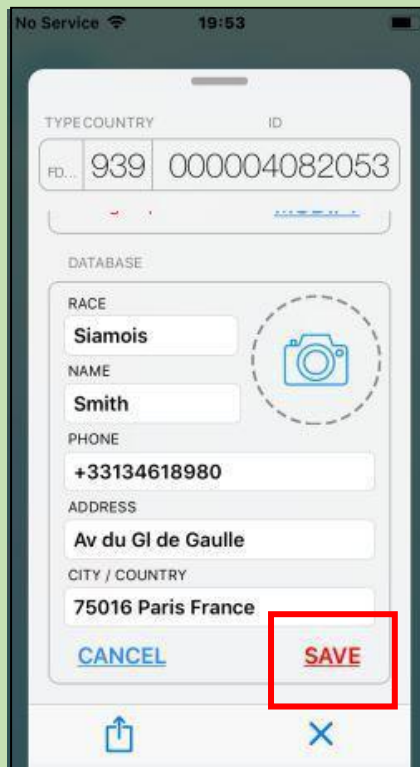 No Service 19:53
TYPE COUNTRY ID
FD... 939 000004082053
DATABASE
RACE
Siamois
NAME
Smith
PHONE
+33134618980
ADDRESS
Av du Gl de Gaulle
CITY / COUNTRY
75016 Paris France
CANCEL SAVE